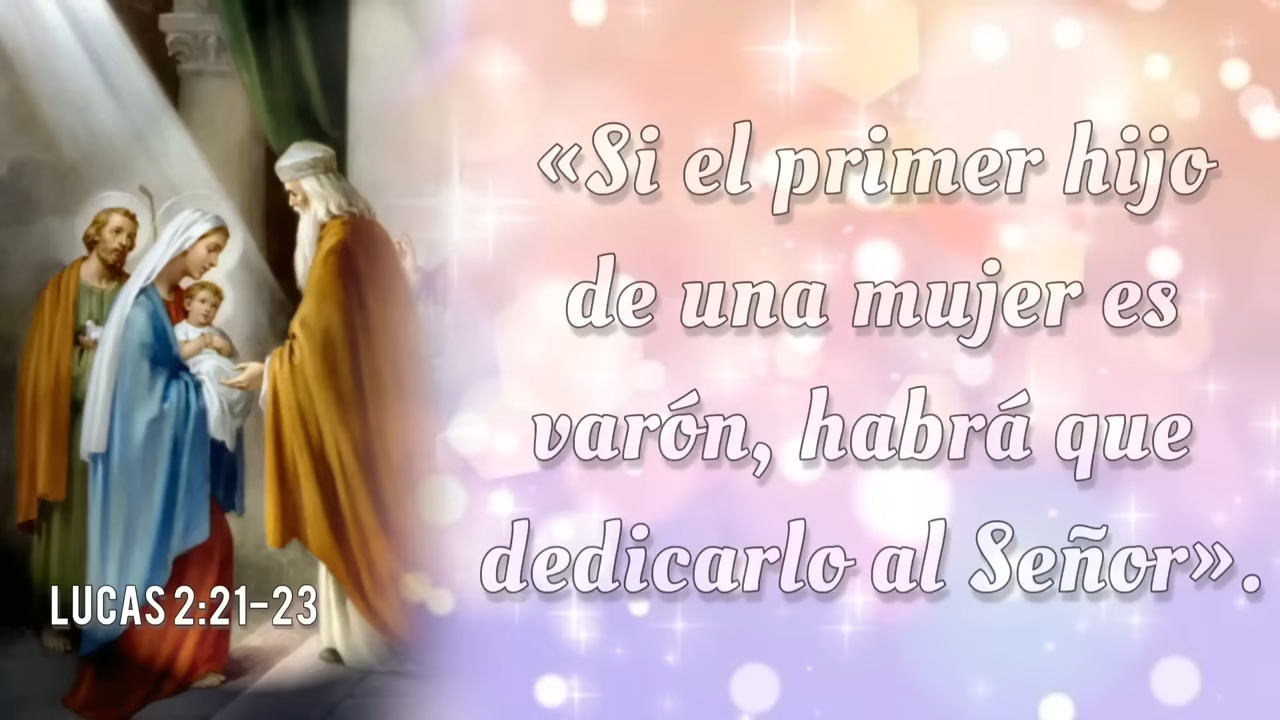 «Si el primer hijo
de una mujer es
varón, habrá que
dedicarlo al Señor».
LUCAS 2:21-23